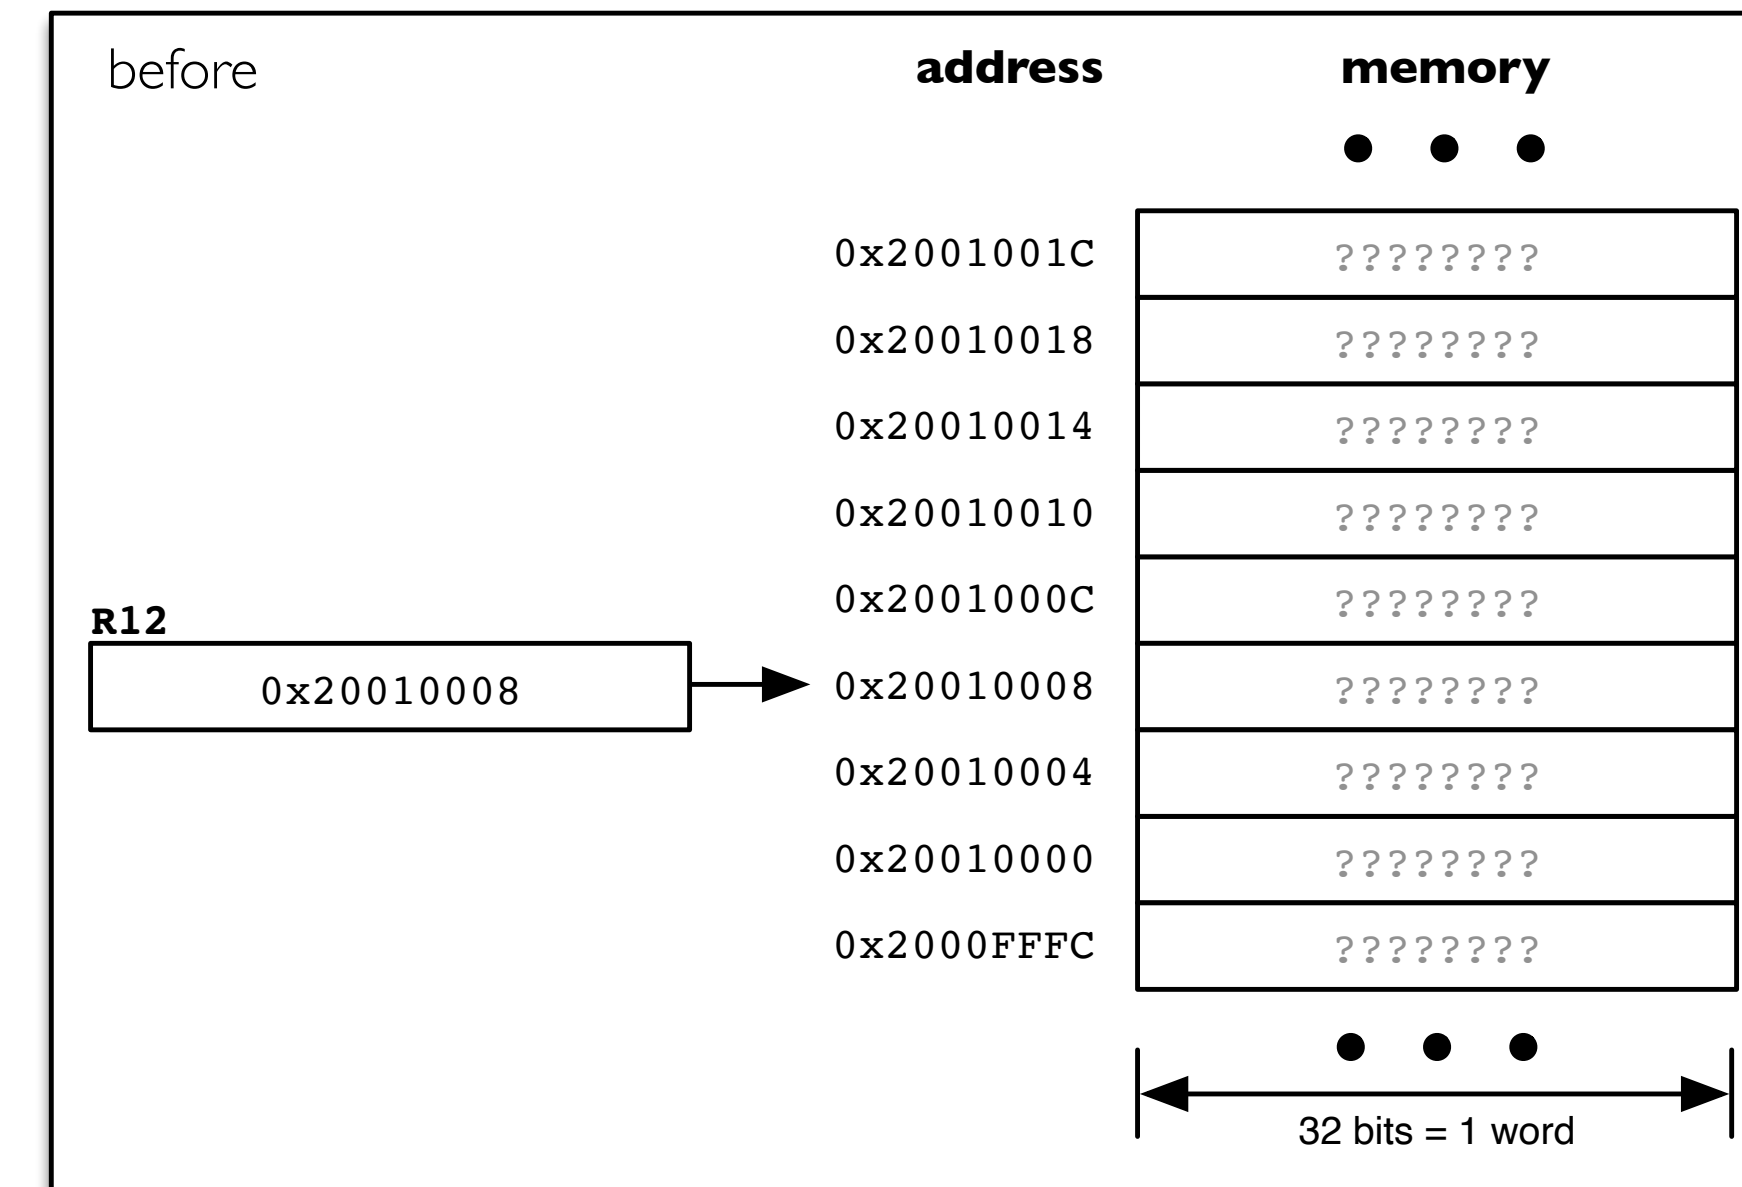 before address memory
• • •
0x2001001C ????????
0x20010018 ????????
0x20010014 ????????
0x20010010 ????????
0x2001000C ????????
R12
0x20010008 0x20010008 ????????
0x20010004 ????????
0x20010000 ????????
0x2000FFFC ????????
• • •
32 bits = 1 word